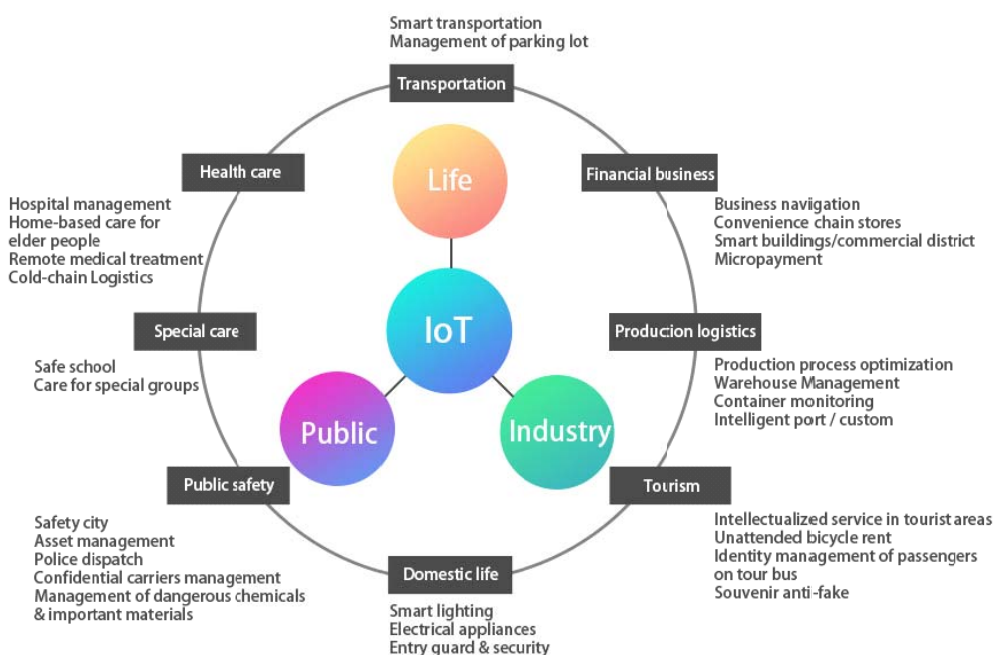 Smart transportation
Management of parking lot
Transportation
Life
Health care
Hospital management
Home-based care for
elder people
Remote medical treatment
Cold-chain Logistics
Financial business
Business navigation
Convenience chain stores
Smart buildings/commercial district
Micropayment
IoT
Special care
Safe school
Care for special groups
Production logistics
Production process optimization
Warehouse Management
Container monitoring
Intelligent port / custom
Public
Industry
Public safety
Safety city
Asset management
Police dispatch
Confidential carriers management
Management of dangerous chemicals
& important materials
Tourism
Intellectualized service in tourist areas
Unattended bicycle rent
Identity management of passengers
on tour bus
Souvenir anti-fake
Domestic life
Smart lighting
Electrical appliances
Entry guard & security